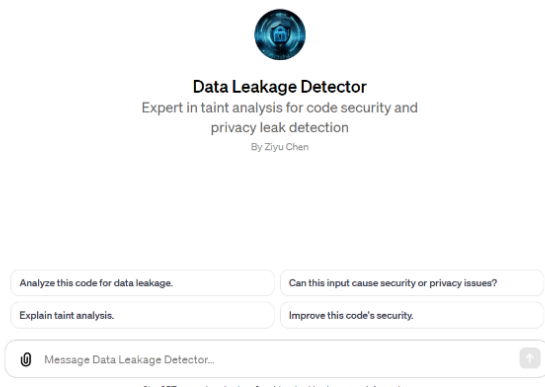 Data Leakage Detector
Expert in taint analysis for code security and
privacy leak detection
By Ziyu Chen
Analyze this code for data leakage.
Can this input cause security or privacy issues?
Explain taint analysis.
Improve this code's security.
Message Data Leakage Detector...